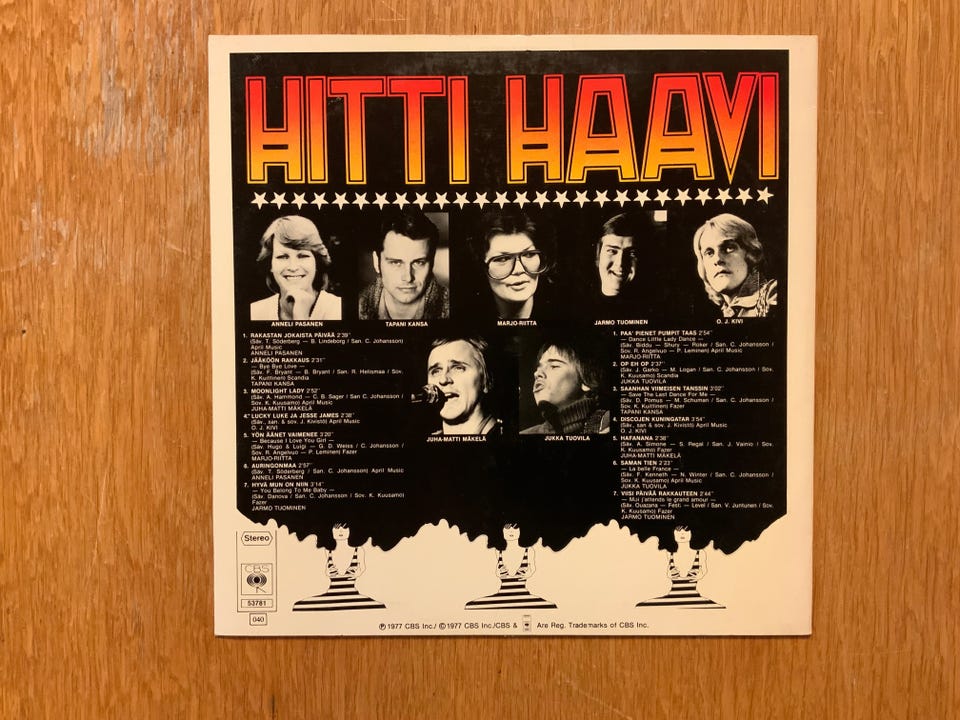 HITTI HAAVI
ANNELI PASANEN
TAPANI KANSA
MARJO-RIITTA
JARMO TUOMINEN
O. J. KIVI
JUHA-MATTI MÄKELÄ
JUKKA TUOVILA
1. RAKASTAN JOKAISTA PÄIVÄÄ 2'39"
(Säv. T. Söderberg — B. Lindeborg / San. C. Johansson)
April Music
ANNELI PASANEN
2. JÄÄKÖÖN RAKKAUS 2'31"
— Bye Bye Love —
(Säv. F. Bryant — B. Bryant / San. R. Helismaa / Sov.
K. Kuittinen) Scandia
TAPANI KANSA
3. MOONLIGHT LADY 2'52"
(Säv. A. Hammond — C. B. Sager / San C. Johansson /
Sov. K. Kuusamo) April Music
JUHA-MATTI MÄKELÄ
4. LUCKY LUKE JA JESSE JAMES 2'38"
(Säv., san. & sov. J. Kivistö) April Music
O. J. KIVI
5. YÖN ÄÄNET VAIMENEE 3'20"
— Because I Love You Girl —
(Säv. Hugo & Luigi — G. D. Weiss / C. Johansson /
Sov. R. Angelvuo — P. Leminen) Fazer
MARJO-RIITTA
6. AURINGONMAA 2'57"
(Säv. T. Söderberg / San. C. Johansson) April Music
ANNELI PASANEN
7. HYVÄ MUN ON NIIN 3'14"
— You Belong To Me Baby —
(Säv. Danova / San. C. Johansson / Sov. K. Kuusamo)
Fazer
JARMO TUOMINEN
1. PAA' PIENET PUMPIT TAAS 2'54"
— Dance Little Lady Dance —
(Säv. Biddu — Shury — Roker / San. C. Johansson /
Sov. R. Angelvuo — P. Leminen) April Music
MARJO-RIITTA
2. OP EH OP 2'37"
(Säv. J. Garko — M. Logan / San. C. Johansson / Sov.
K. Kuusamo) Scandia
JUKKA TUOVILA
3. SAANHAN VIIMEISEN TANSSIN 3'02"
— Save The Last Dance For Me —
(Säv. D. Pomus — M. Schuman / San. C. Johansson /
Sov. K. Kuittinen) Fazer
TAPANI KANSA
4. DISCOJEN KUNINGATAR 3'54"
(Säv., san & sov. J. Kivistö) April Music
O. J. KIVI
5. HAFANANA 2'38"
(Säv. A. Simone — S. Regal / San. J. Vainio / Sov.
K. Kuusamo) April Music
JUHA-MATTI MÄKELÄ
6. SAMAN TIEN 2'23"
— La belle France —
(Säv. F. Kenneth — N. Winter / San. C. Johansson /
Sov. K. Kuusamo) April Music
JUKKA TUOVILA
7. VIISI PÄIVÄÄ RAKKAUTEEN 2'44"
— Moi j'attends le grand amour —
(Säv. Ouazana — Festi — Level / San. V. Juntunen / Sov.
K. Kuusamo) Fazer
JARMO TUOMINEN
Stereo
CBS
53781
040
Ⓟ 1977 CBS Inc./ ©1977 CBS Inc./CBS & Are Reg. Trademarks of CBS Inc.